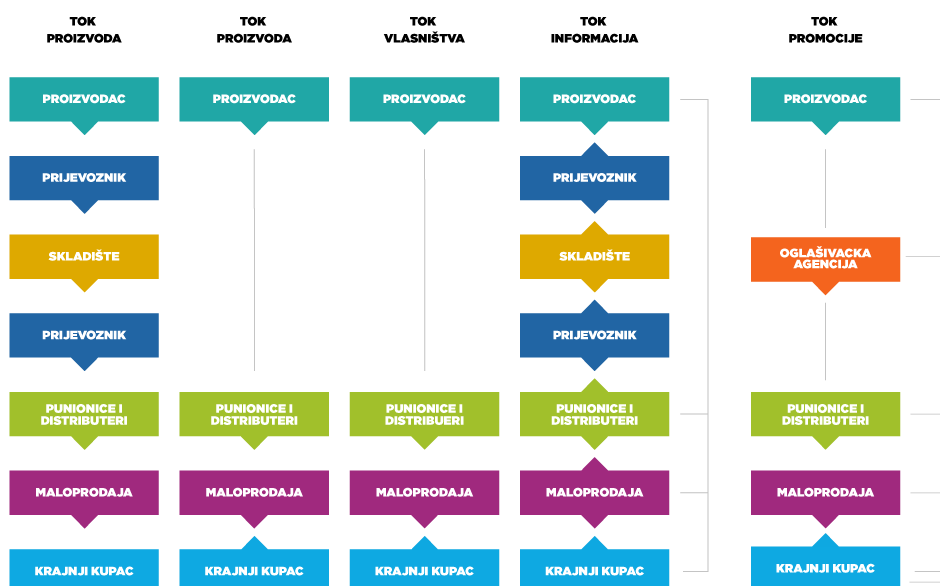 TOK
PROIZVODA
TOK
PROIZVODA
TOK
VLASNIŠTVA
TOK
INFORMACIJA
TOK
PROMOCIJE
PROIZVODAC
PROIZVODAC
PROIZVODAC
PROIZVODAC
PROIZVODAC
PRIJEVOZNIK
PRIJEVOZNIK
SKLADIŠTE
SKLADIŠTE
OGLAŠIVACKA
AGENCIJA
PRIJEVOZNIK
PRIJEVOZNIK
PUNIONICE I
DISTRIBUTERI
PUNIONICE I
DISTRIBUTERI
PUNIONICE I
DISTRIBUERI
PUNIONICE I
DISTRIBUTERI
PUNIONICE I
DISTRIBUTERI
MALOPRODAJA
MALOPRODAJA
MALOPRODAJA
MALOPRODAJA
MALOPRODAJA
KRAJNJI KUPAC
KRAJNJI KUPAC
KRAJNJI KUPAC
KRAJNJI KUPAC
KRAJNJI KUPAC